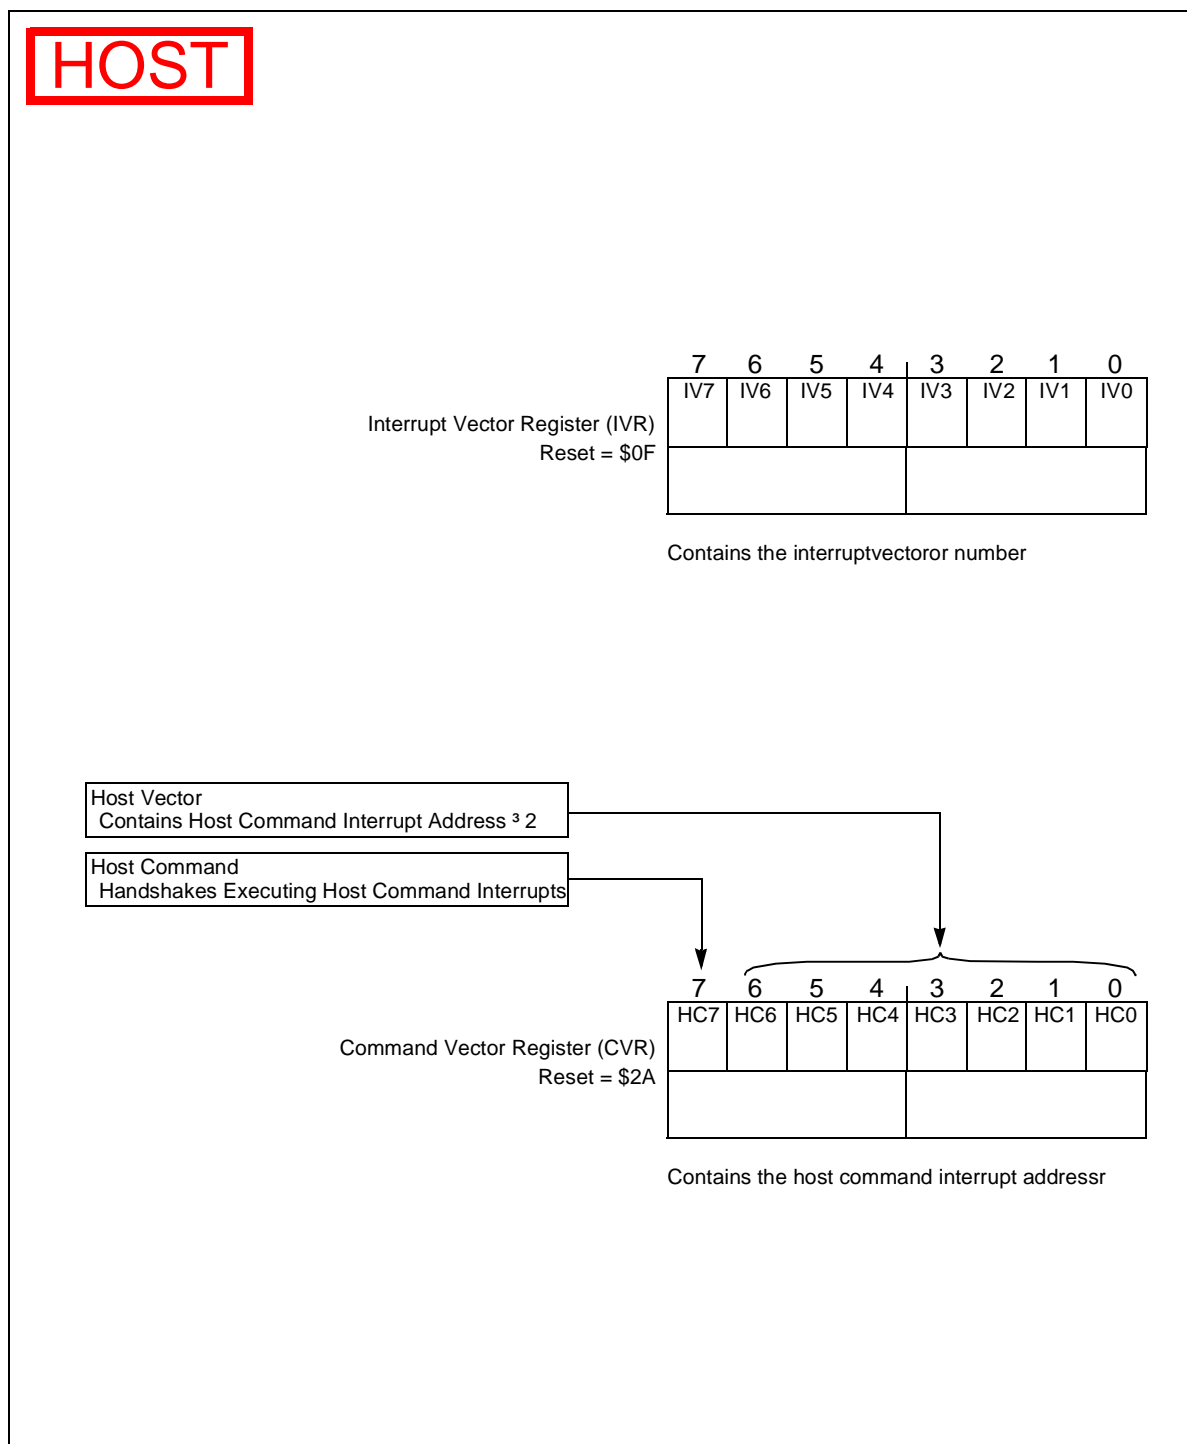 HOST
7 6 5 4 3 2 1 0
IV7 IV6 IV5 IV4 IV3 IV2 IV1 IV0
Interrupt Vector Register (IVR)
Reset = $0F
Contains the interruptvectoror number
Host Vector
Contains Host Command Interrupt Address ³ 2
Host Command
Handshakes Executing Host Command Interrupts
7 6 5 4 3 2 1 0
HC7 HC6 HC5 HC4 HC3 HC2 HC1 HC0
Command Vector Register (CVR)
Reset = $2A
Contains the host command interrupt addressr